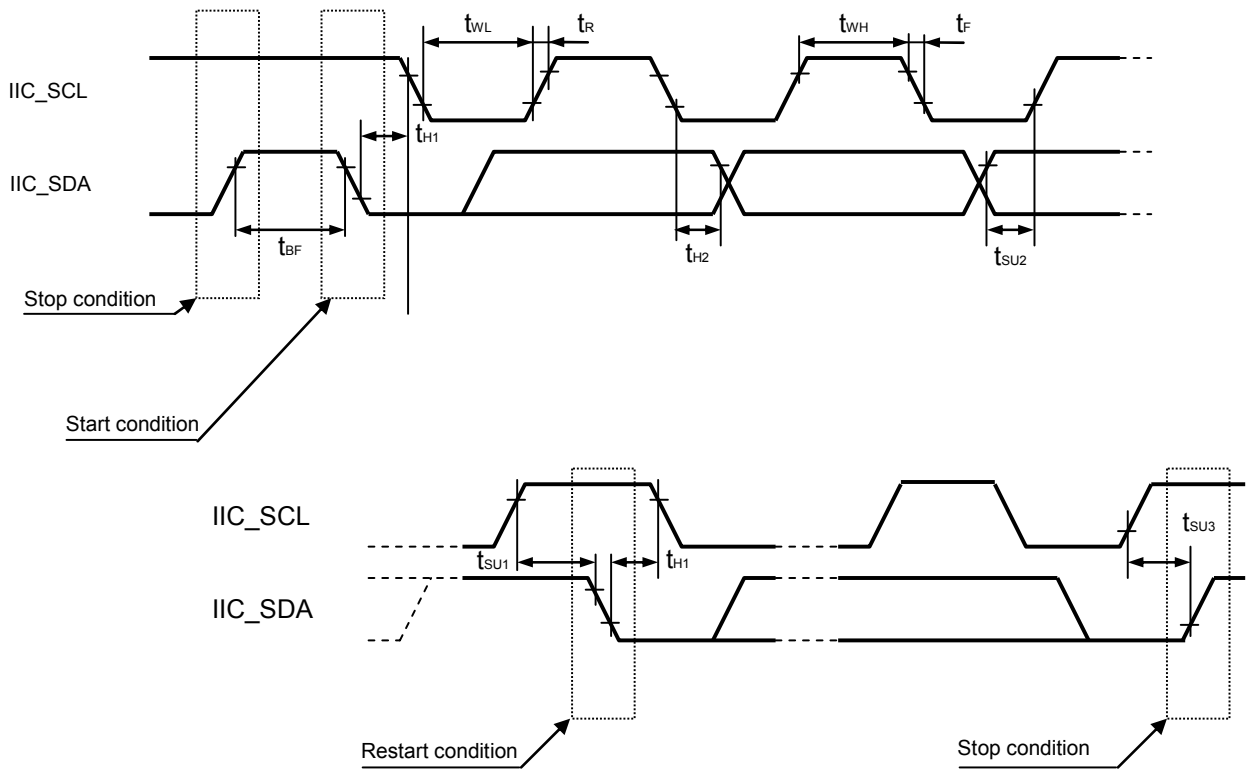 tWL
tR
tWH
tF
IIC_SCL
tH1
IIC_SDA
tBF
tH2
tSU2
Stop condition
Start condition
IIC_SCL
tSU3
tSU1
tH1
IIC_SDA
Restart condition
Stop condition